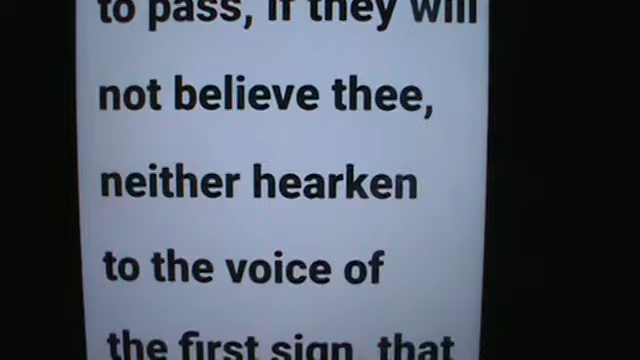 to pass, if they will
not believe thee,
neither hearken
to the voice of
the first sign, that